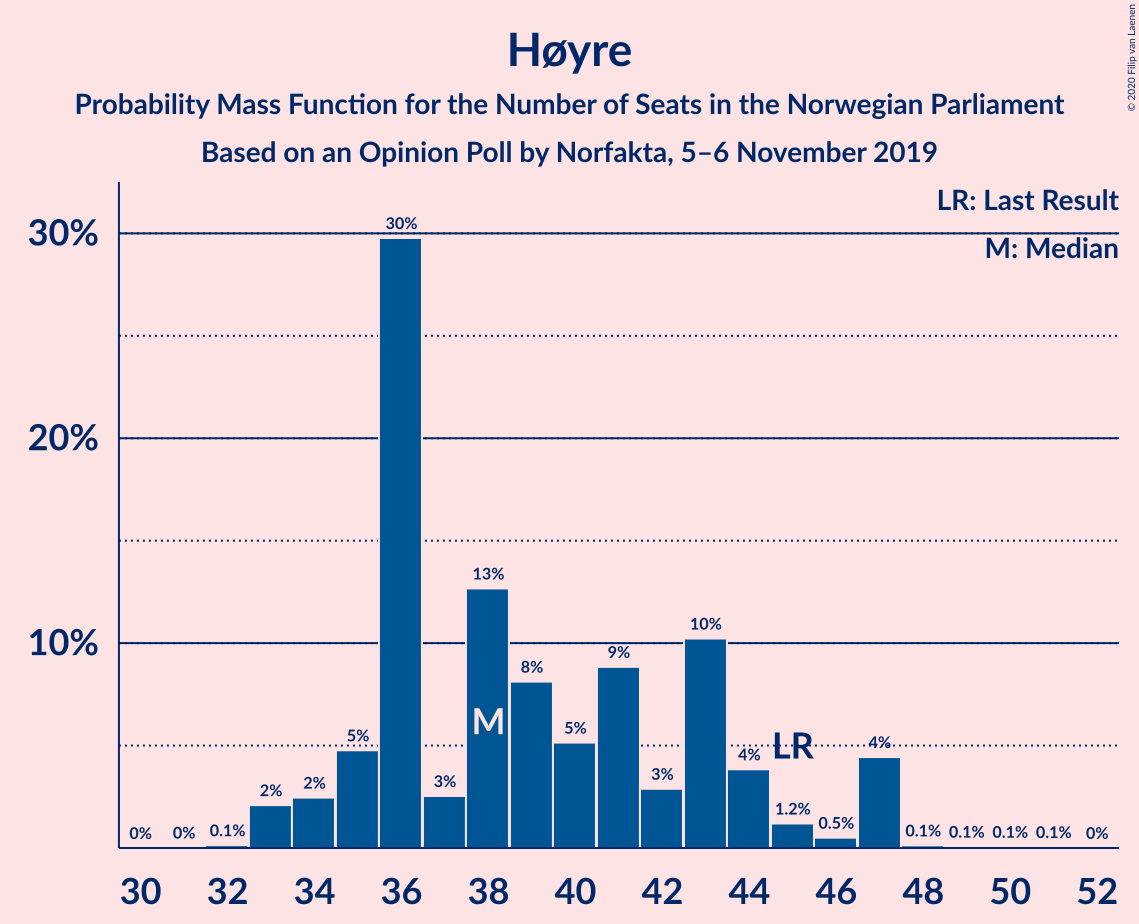 Høyre
Probability Mass Function for the Number of Seats in the Norwegian Parliament
Based on an Opinion Poll by Norfakta, 5–6 November 2019
© 2020 Filip van Laenen
LR: Last Result
M: Median
30%
20%
10%
0%
0%
0.1%
2%
2%
5%
30%
3%
13%
8%
5%
9%
3%
10%
4%
1.2%
0.5%
4%
0.1%
0.1%
0.1%
0.1%
0%
M
LR
30 32 34 36 38 40 42 44 46 48 50 52